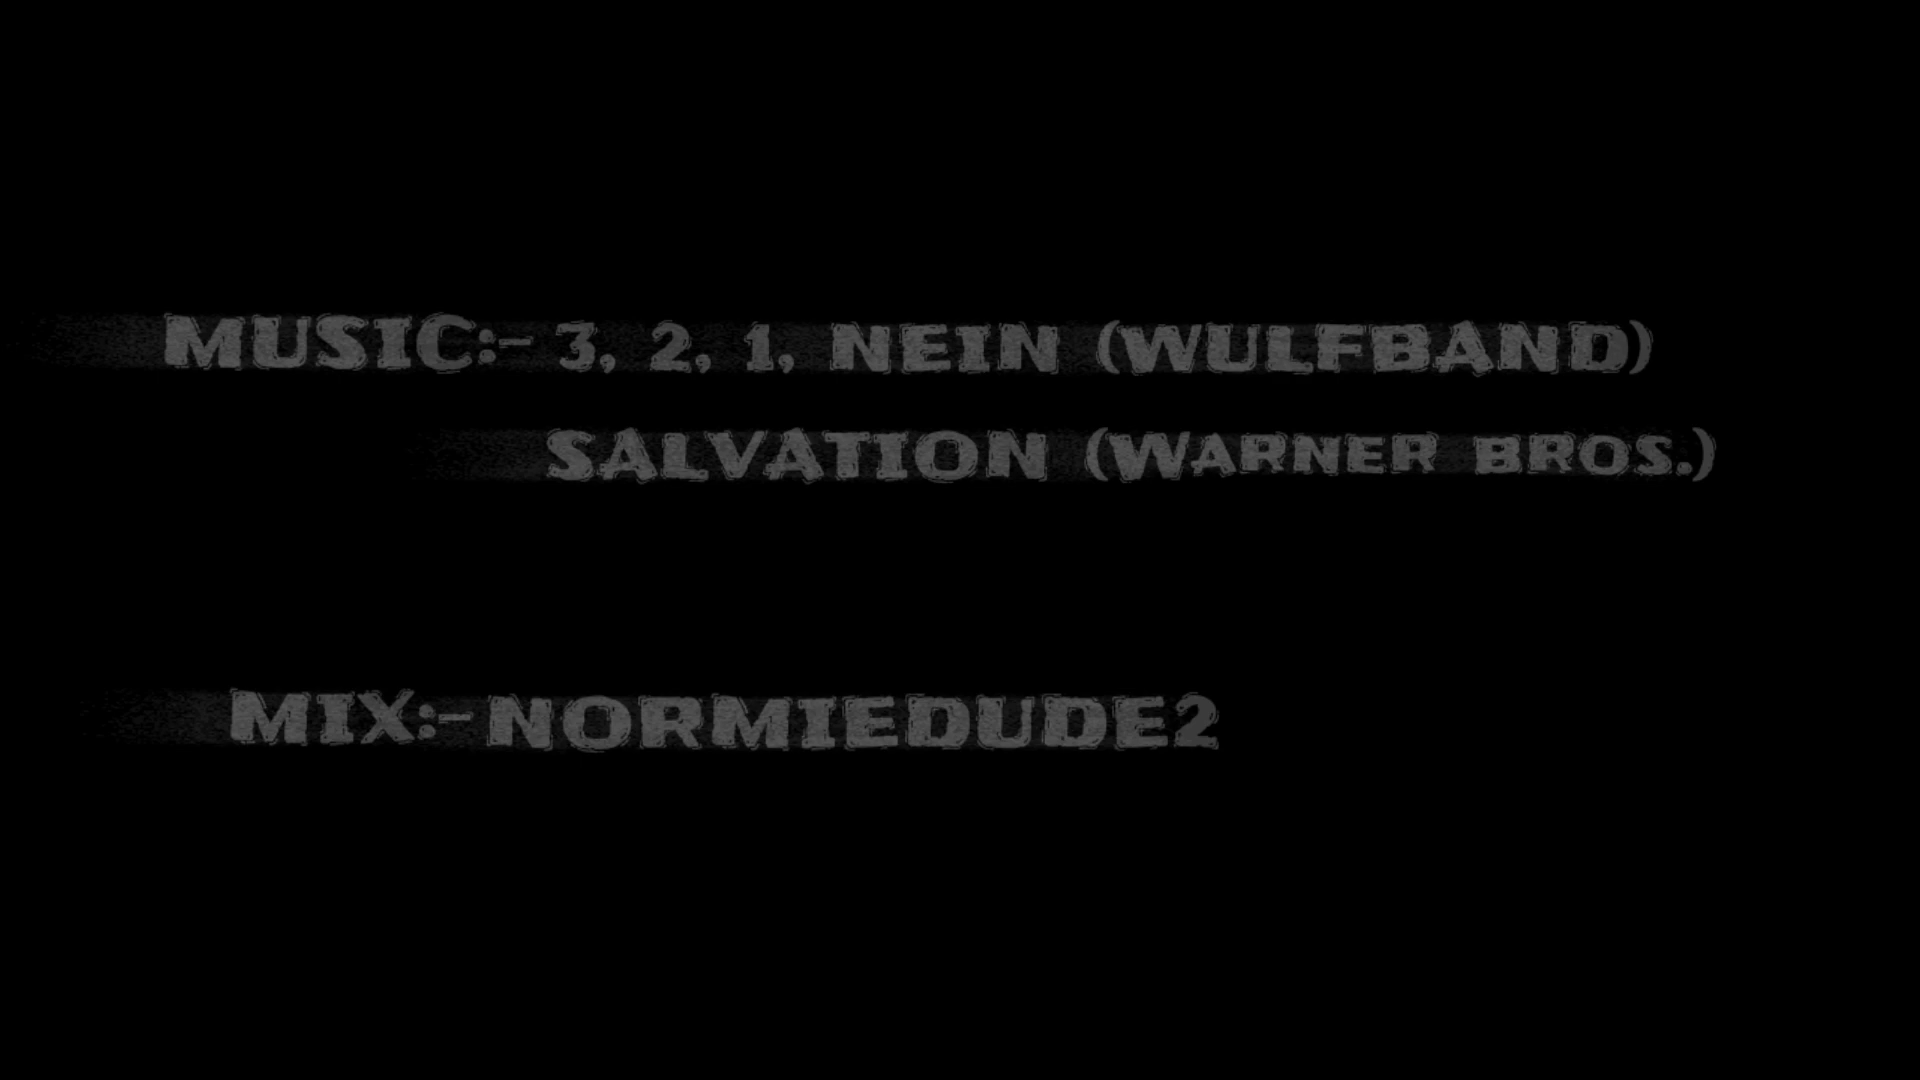 MUSIC:- 3, 2, 1, NEIN (WULFBAND)
SALVATION (WARNER BROS.)
MIX:- NORMIEDUDE2